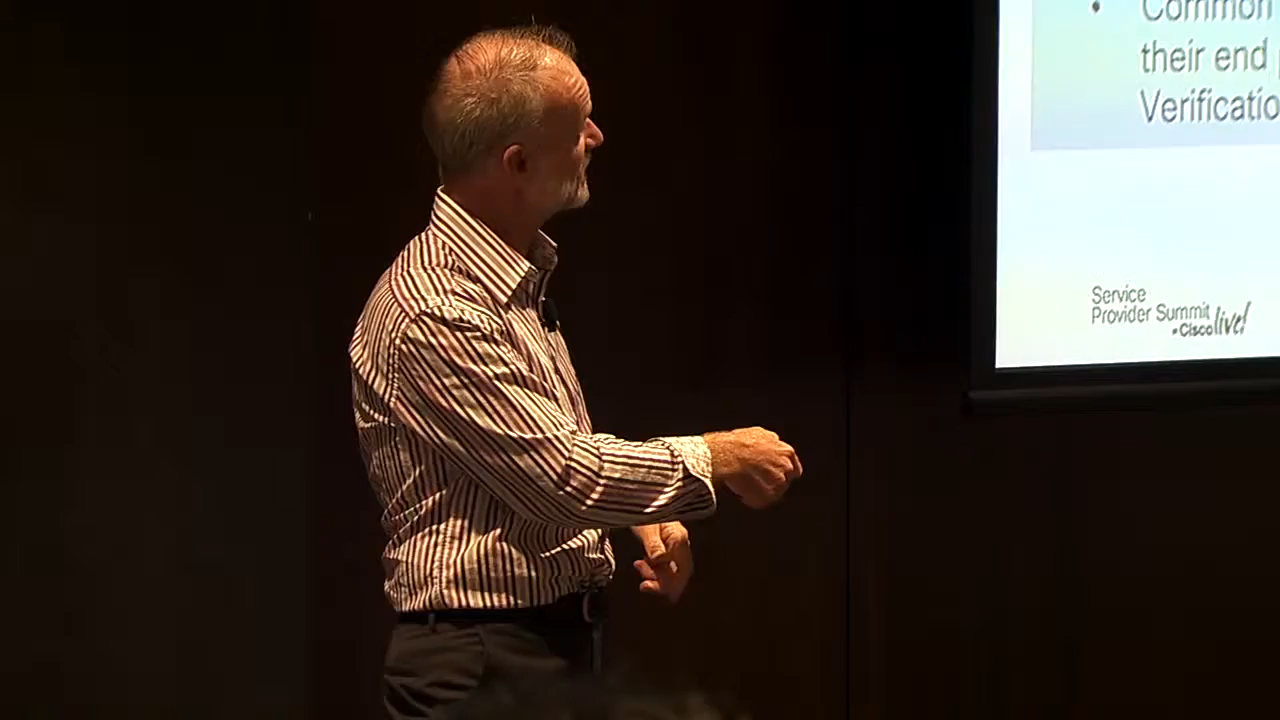 • Common
their end
Verificatio
Service
Provider Summit
Cisco live!